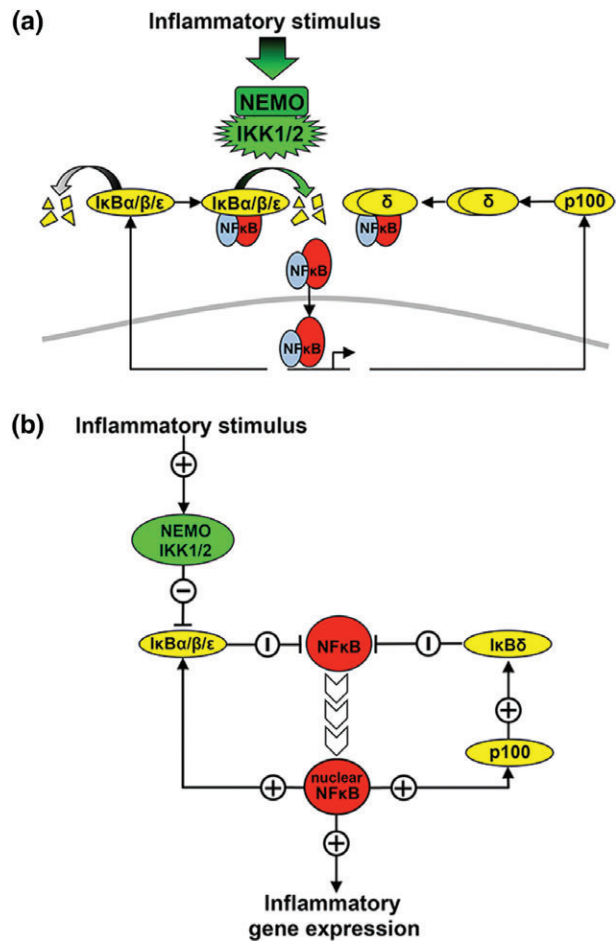 (a)
Inflammatory stimulus
NEMO
IKK1/2
IκBα/β/ε
IκBα/β/ε
δ
δ
p100
NFκB
NFκB
NFκB
NFκB
(b)
Inflammatory stimulus
+
NEMO
IKK1/2
−
IκBα/β/ε
−
NFκB
−
IκBδ
+
p100
+
nuclear
NFκB
+
+
Inflammatory
gene expression